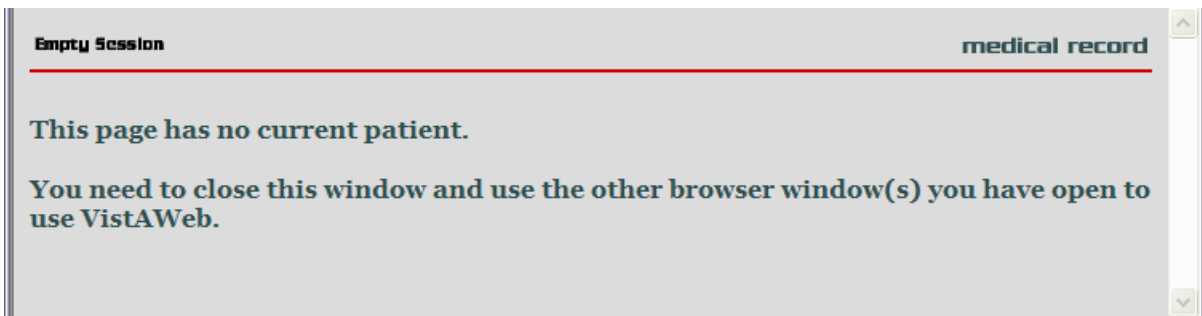 Empty Session
medical record
This page has no current patient.
You need to close this window and use the other browser window(s) you have open to
use VistAWeb.